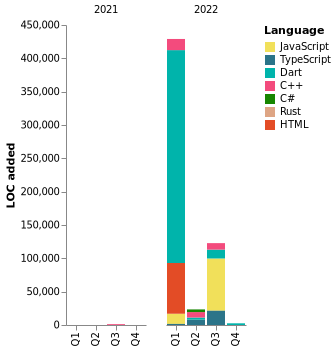 2021 2022
Language
JavaScript
TypeScript
Dart
C++
C#
Rust
HTML
LOC added
450,000
400,000
350,000
300,000
250,000
200,000
150,000
100,000
50,000
0
Q1 Q2 Q3 Q4 Q1 Q2 Q3 Q4